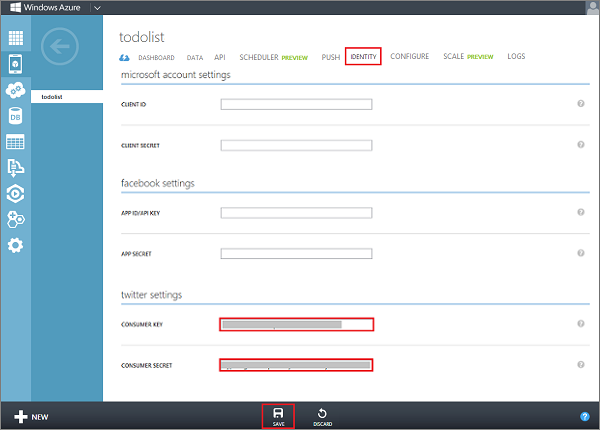 Windows Azure
todolist
DASHBOARD DATA API SCHEDULER PREVIEW PUSH IDENTITY CONFIGURE SCALE PREVIEW LOGS
microsoft account settings
todolist
CLIENT ID
?
DB
CLIENT SECRET
?
facebook settings
APP ID/API KEY
?
APP SECRET
?
twitter settings
CONSUMER KEY
CONSUMER SECRET
?
NEW
SAVE
DISCARD
?